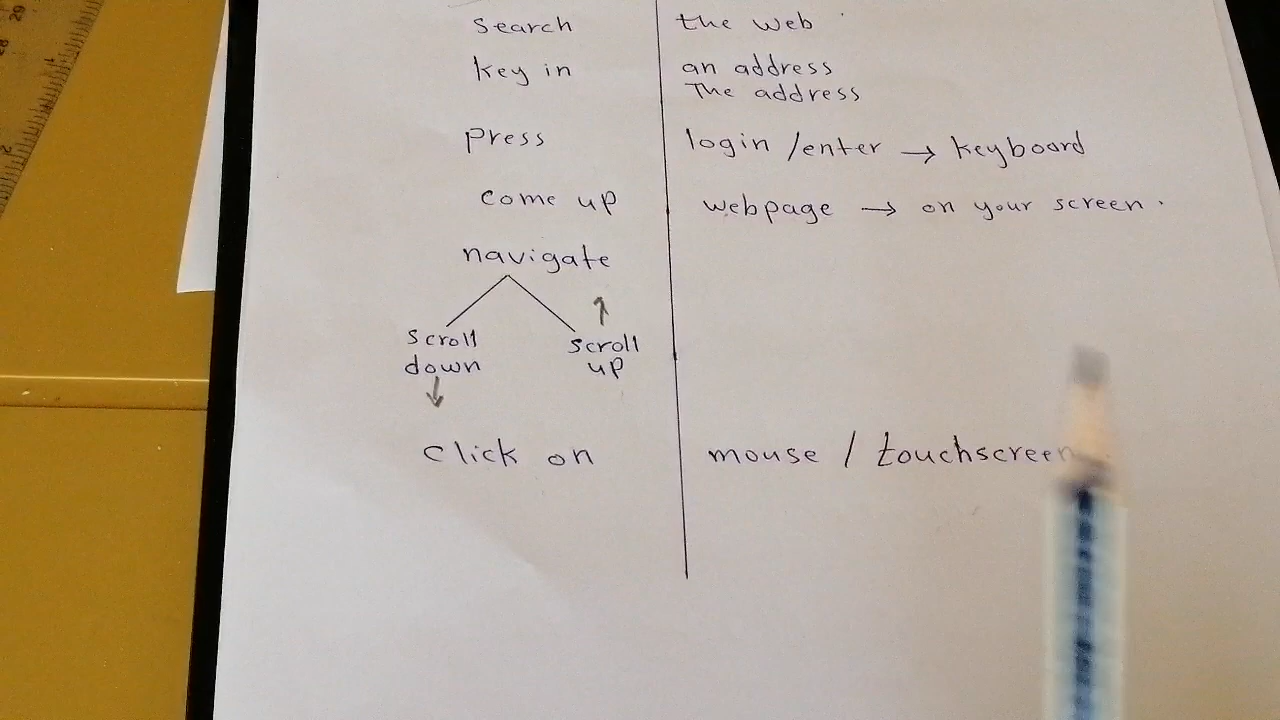 search the web
key in an address
The address
press login /enter → keyboard
come up webpage → on your screen.
navigate
↑
scroll scroll
down up
↓
click on mouse / touchscreen